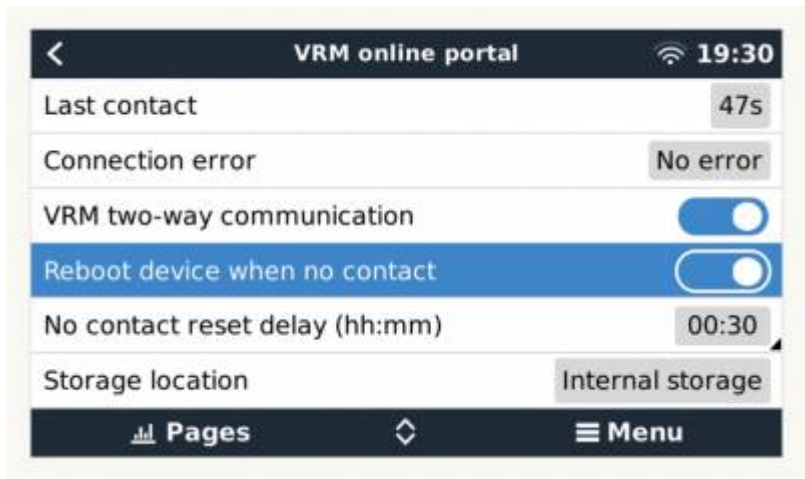 VRM online portal 19:30
Last contact 47s
Connection error No error
VRM two-way communication
Reboot device when no contact
No contact reset delay (hh:mm) 00:30
Storage location Internal storage
Pages Menu